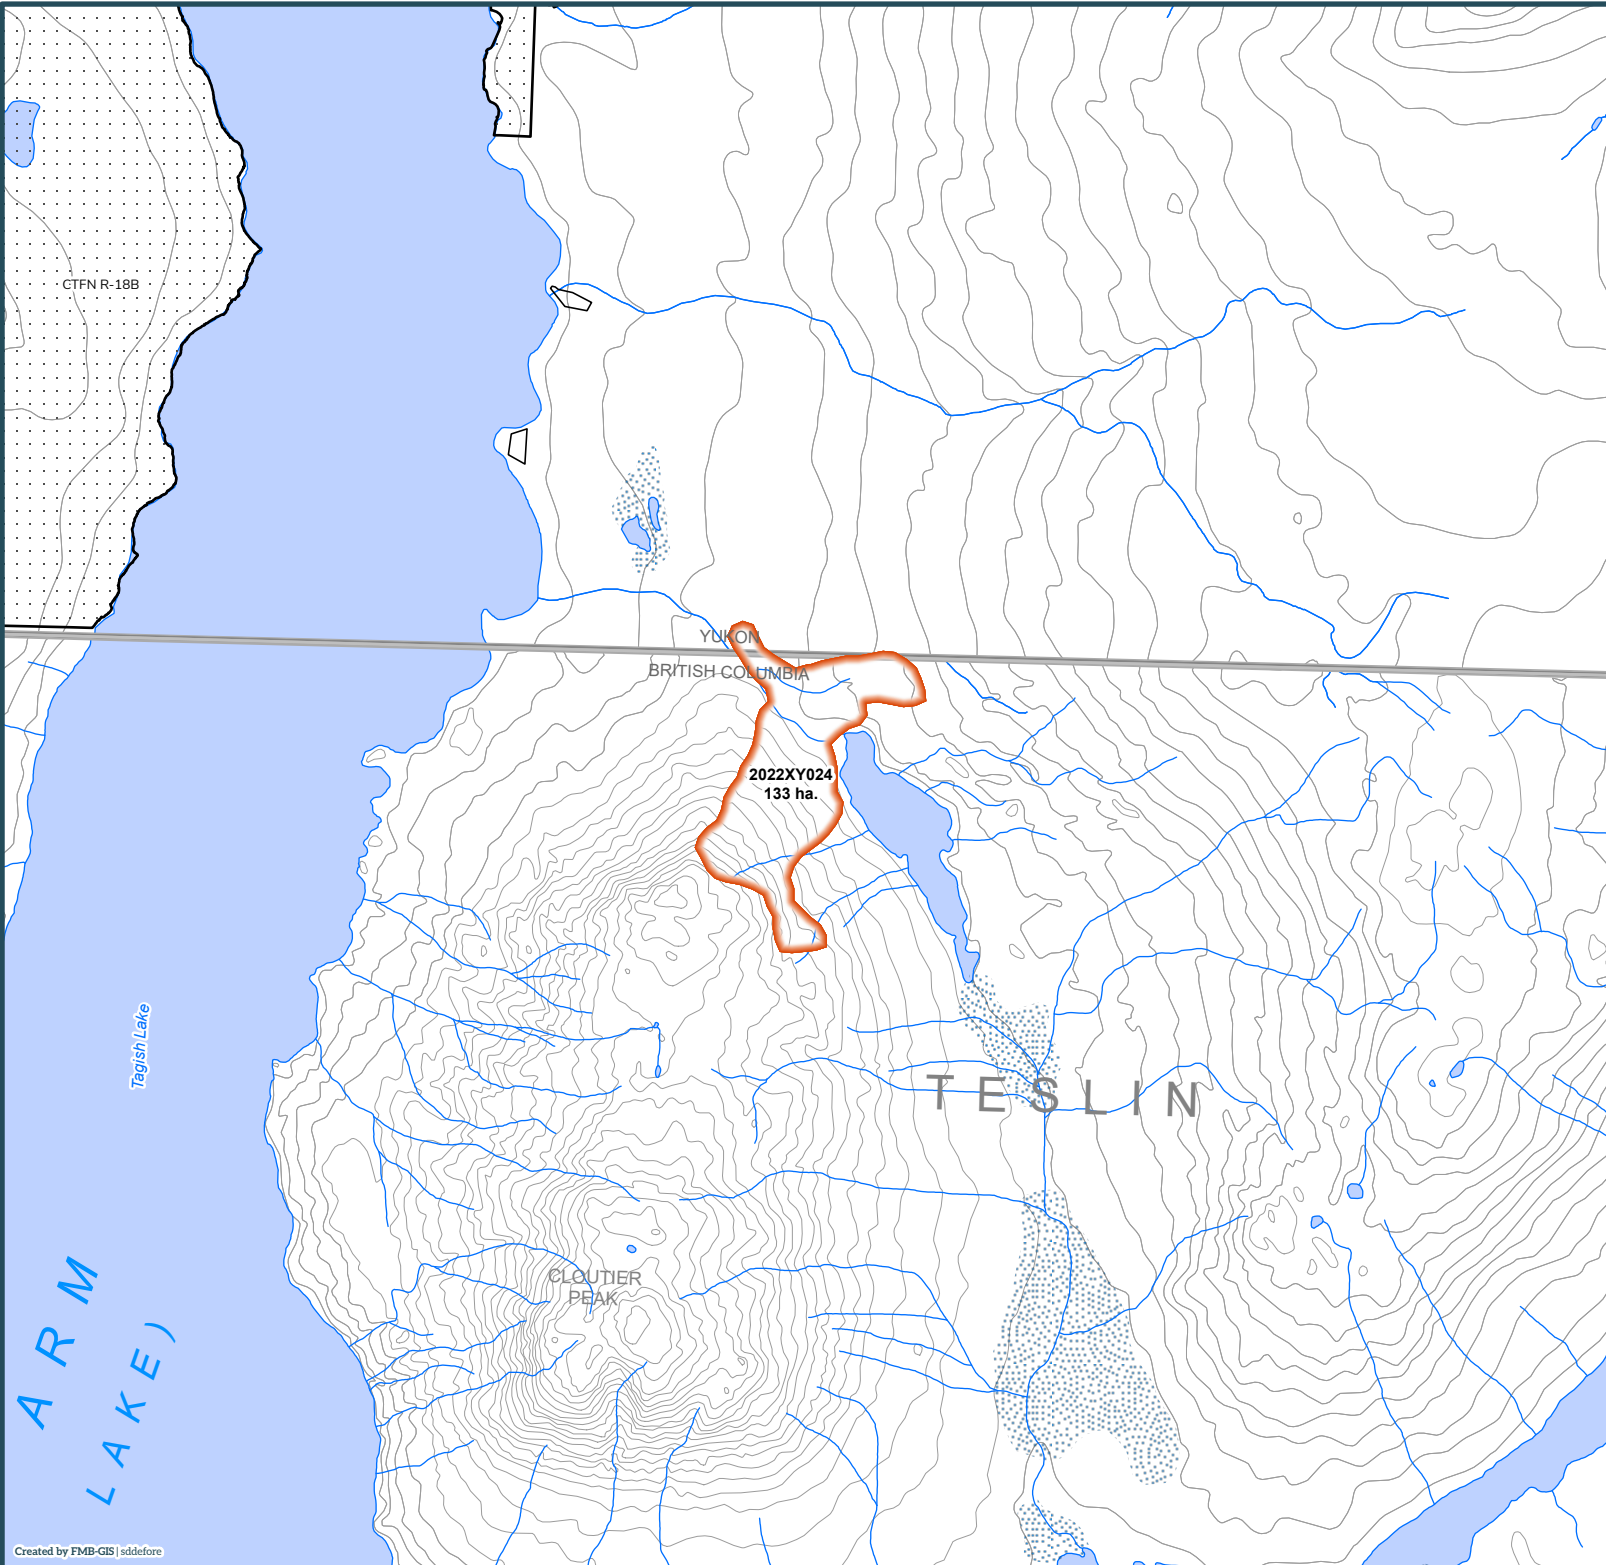 CTFN R-18B
YUKON
BRITISH COLUMBIA
2022XY024
133 ha.
Tagish Lake
TESLIN
CLOUTIER
PEAK
ARM
LAKE)
Created by FMB-GIS | sddefore